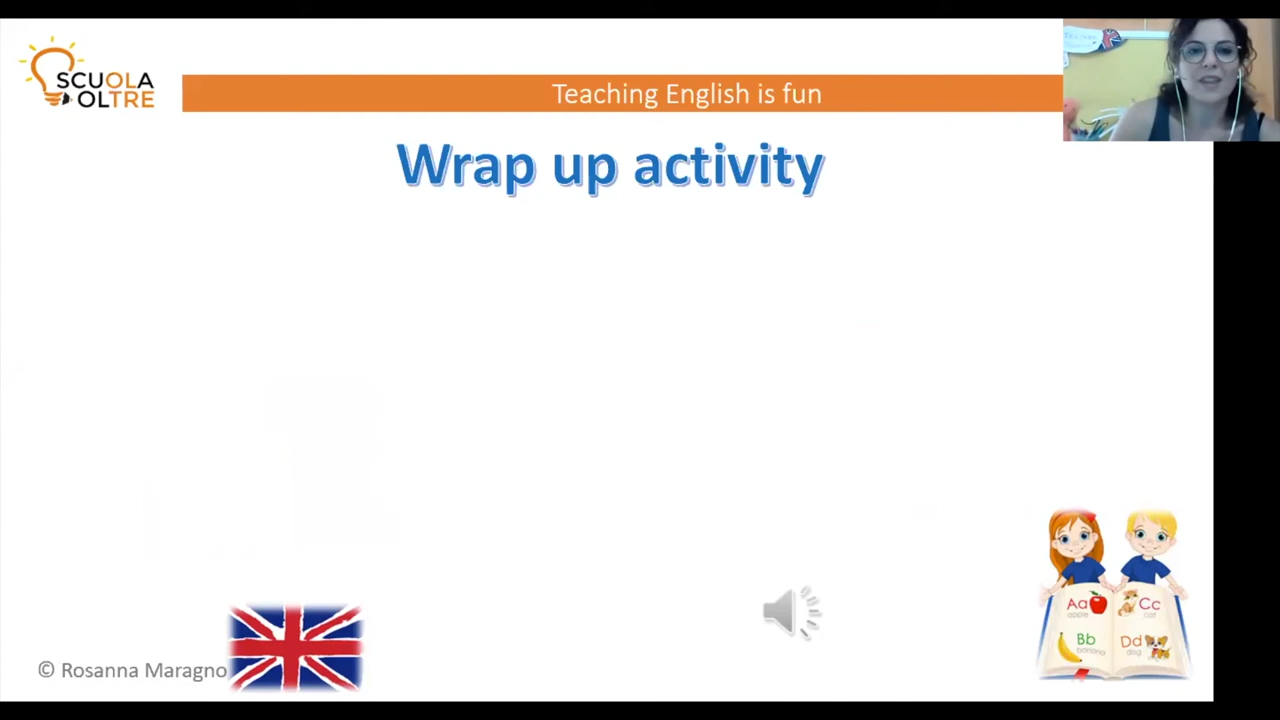 SCUOLA
OLTRE
Teaching English is fun
Wrap up activity
Aa
apple
Cc
cat
Bb
banana
Dd
dog
© Rosanna Maragno